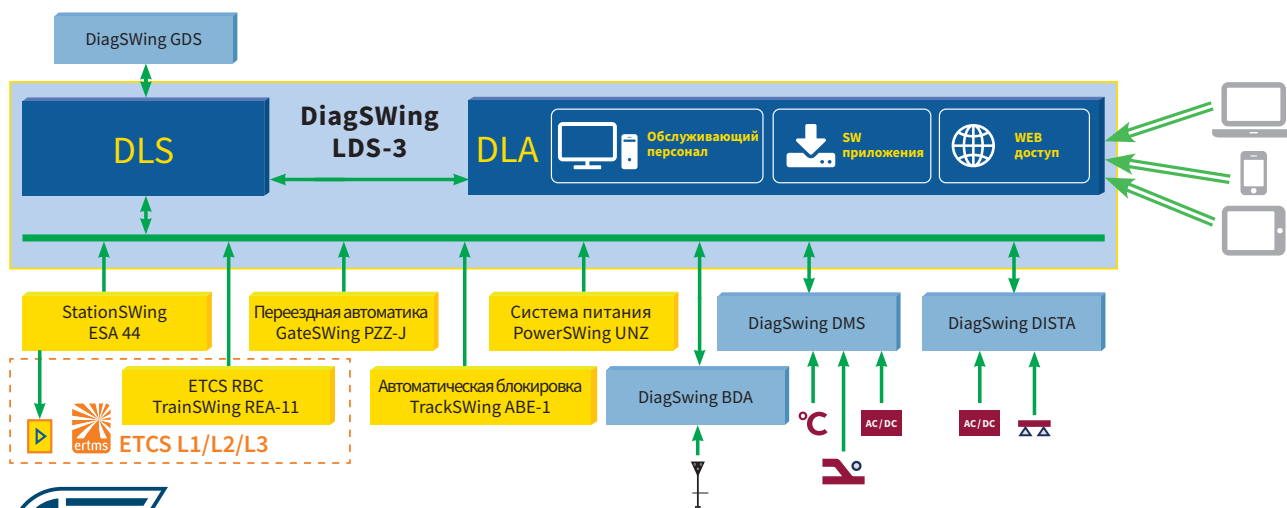 DiagSWing GDS
DLS
DiagSWing
LDS-3
DLA
Обслуживающий
персонал
SW
приложения
WEB
доступ
StationSWing
ESA 44
Переездная автоматика
GateSWing PZZ-J
Система питания
PowerSWing UNZ
DiagSwing DMS
DiagSwing DISTA
ETCS RBC
TrainSWing REA-11
Автоматическая блокировка
TrackSWing ABE-1
DiagSwing BDA
°C
AC/DC
AC/DC
ertms
ETCS L1/L2/L3